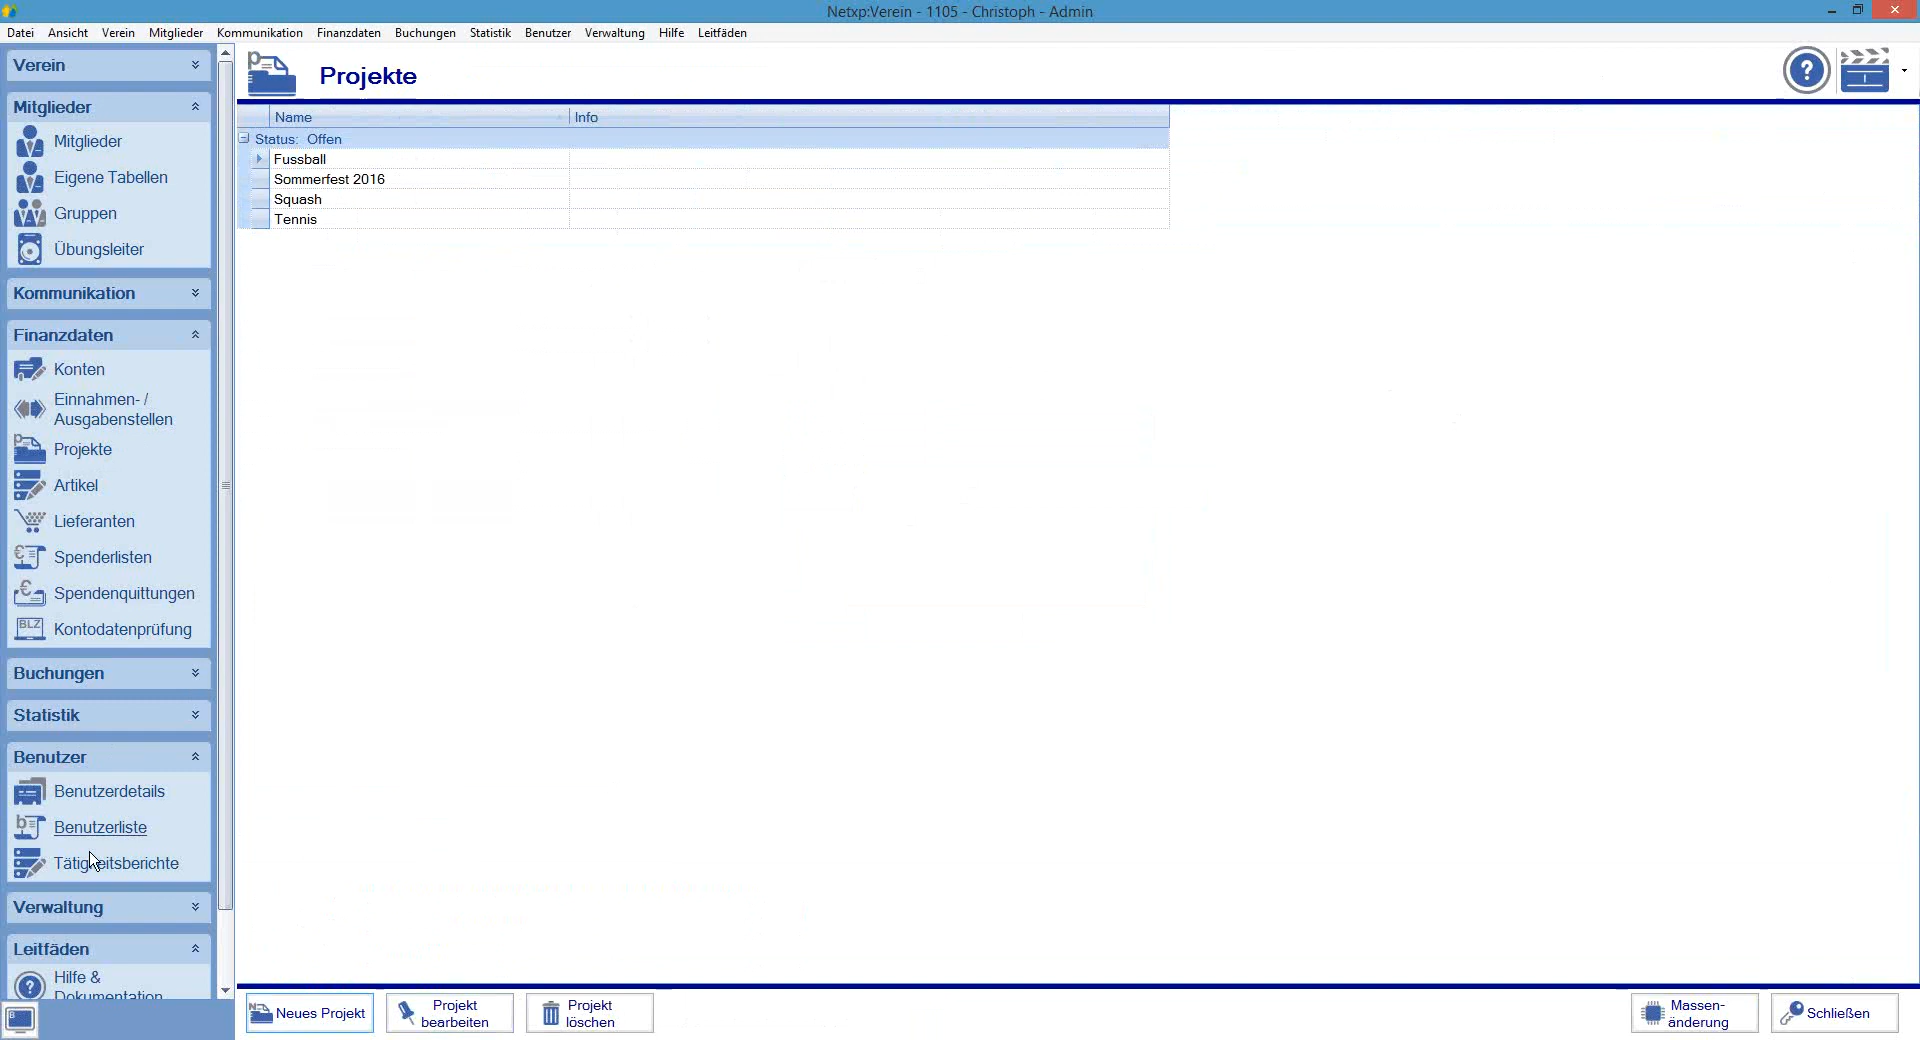 Netxp:Verein - 1105 - Christoph - Admin
Datei Ansicht Verein Mitglieder Kommunikation Finanzdaten Buchungen Statistik Benutzer Verwaltung Hilfe Leitfäden
Verein
Mitglieder
Mitglieder
Eigene Tabellen
Gruppen
Übungsleiter
Kommunikation
Finanzdaten
Konten
Einnahmen- /
Ausgabenstellen
Projekte
Artikel
Lieferanten
Spenderlisten
Spendenquittungen
BLZ Kontodatenprüfung
Buchungen
Statistik
Benutzer
Benutzerdetails
Benutzerliste
Tätigkeitsberichte
Verwaltung
Leitfäden
Hilfe &
Dokumentation
Projekte
Name Info
Status: Offen
Fussball
Sommerfest 2016
Squash
Tennis
Neues Projekt
Projekt
bearbeiten
Projekt
löschen
Massen-
änderung
Schließen